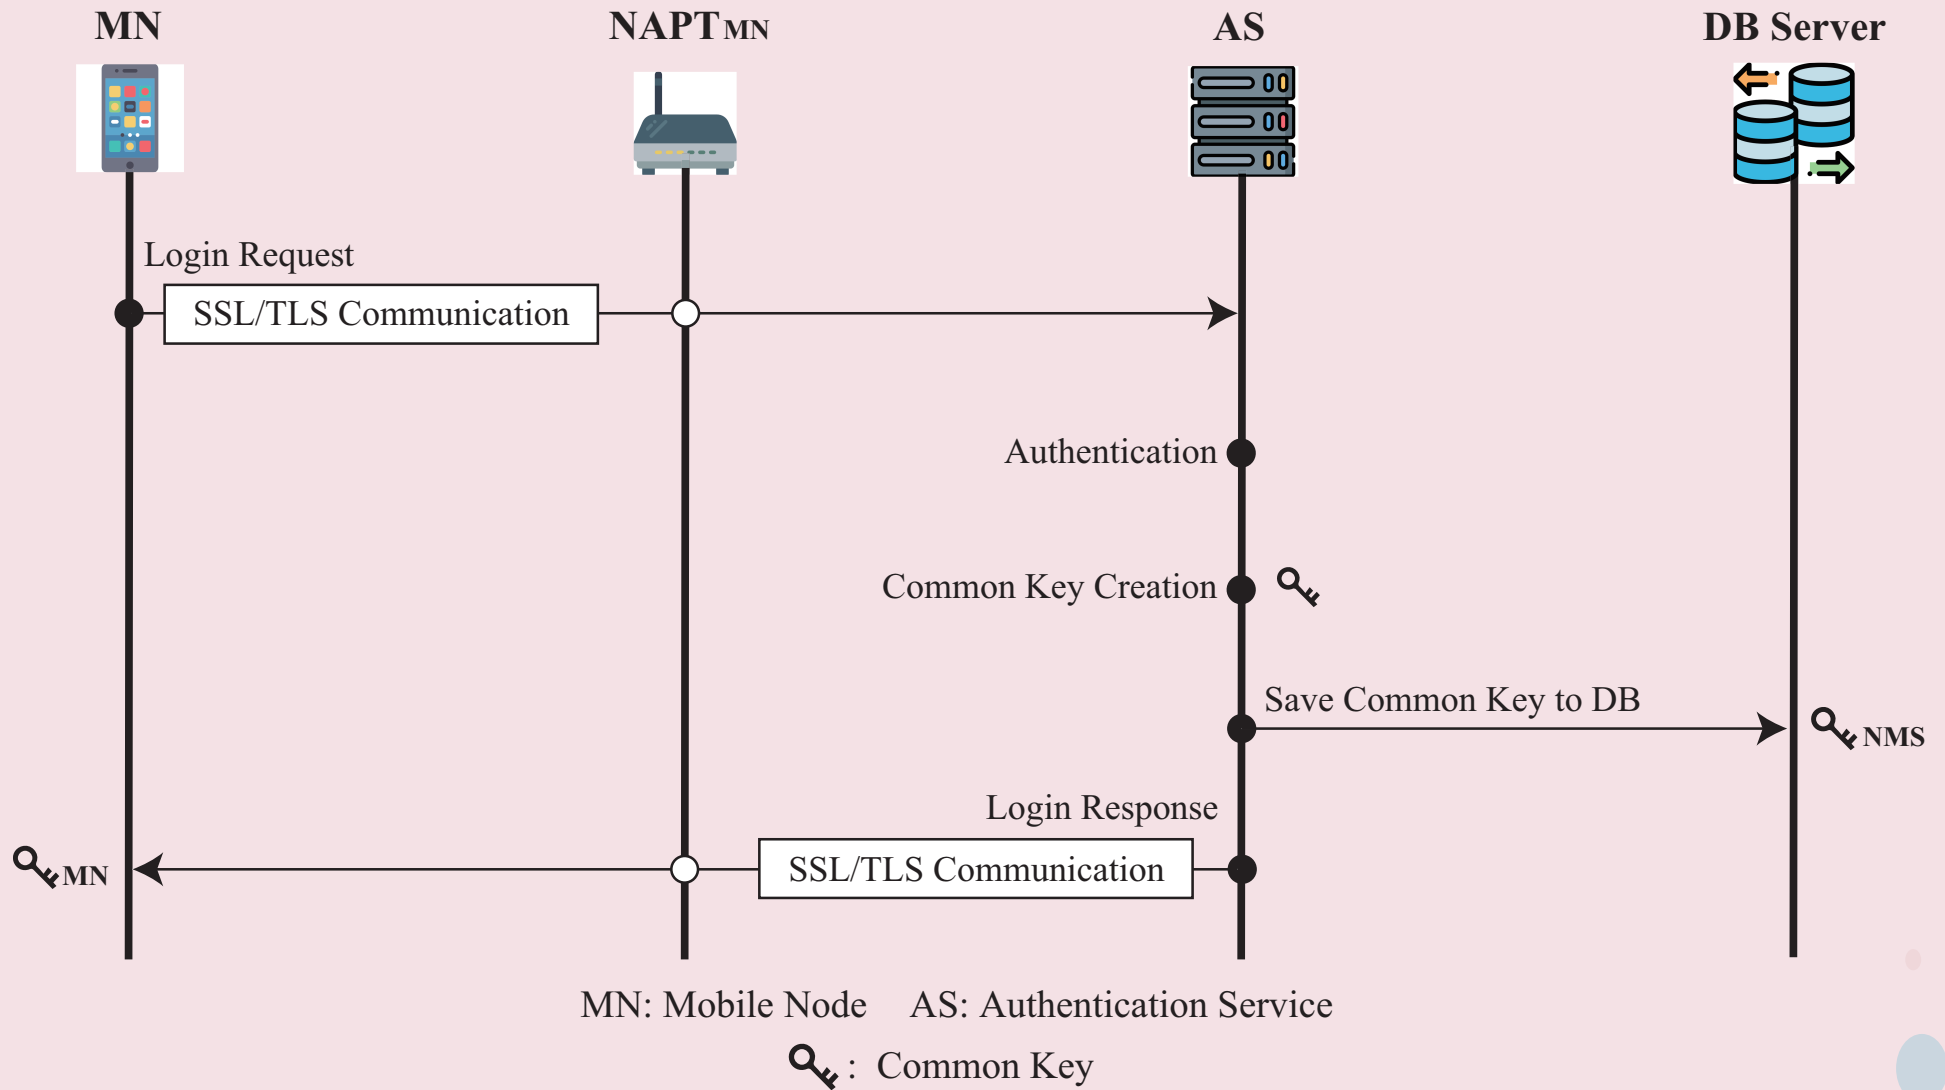 MN
NAPTMN
AS
DB Server
Login Request
SSL/TLS Communication
Authentication
Common Key Creation
Save Common Key to DB
NMS
Login Response
SSL/TLS Communication
MN
MN: Mobile Node AS: Authentication Service
: Common Key